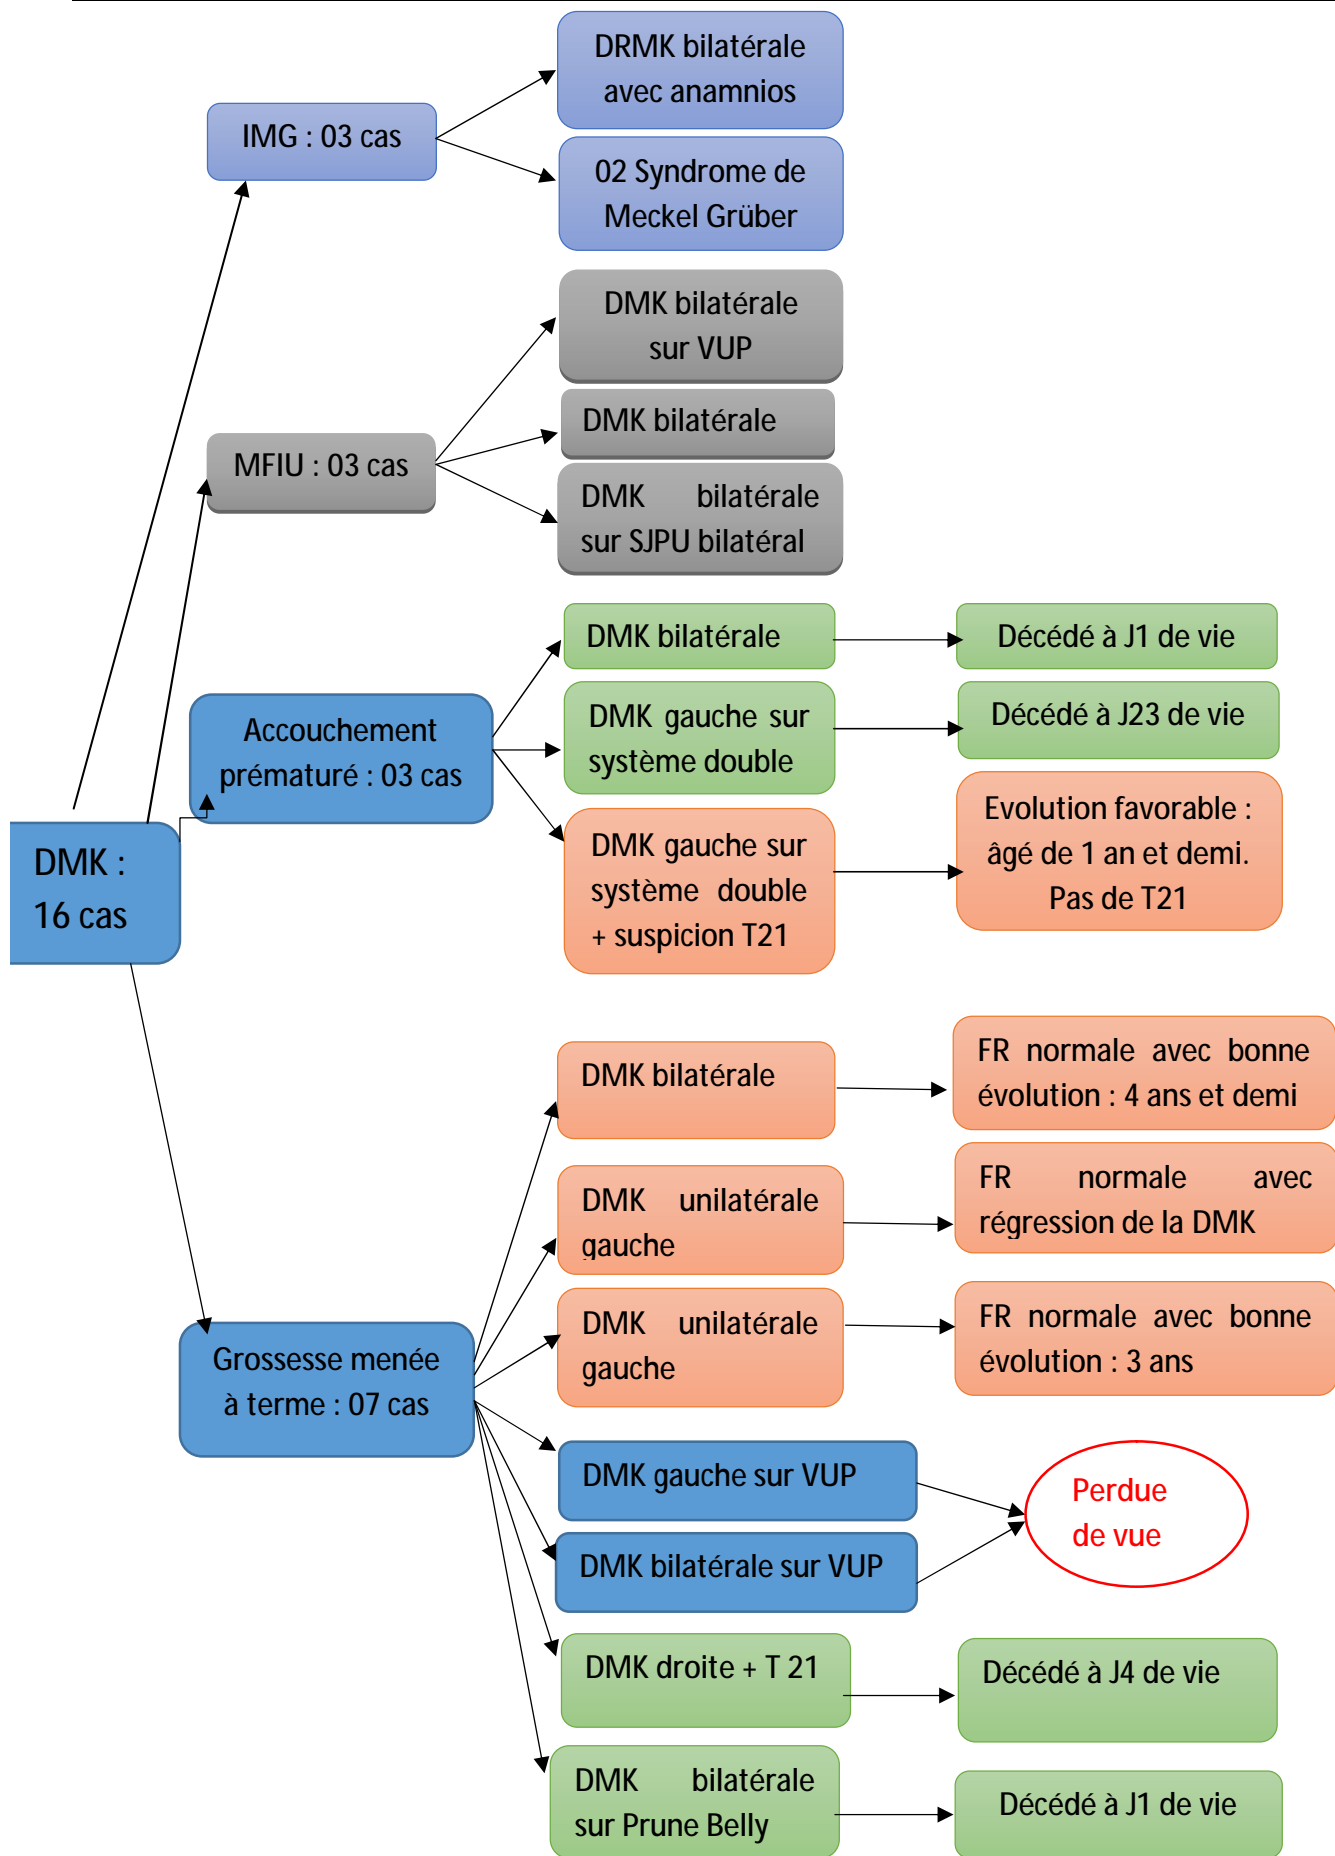 DRMK bilatérale
avec anamnios
IMG : 03 cas
02 Syndrome de
Meckel Grüber
DMK bilatérale
sur VUP
DMK bilatérale
MFIU : 03 cas
DMK bilatérale
sur SJPU bilatéral
DMK bilatérale
Décédé à J1 de vie
DMK gauche sur
système double
Décédé à J23 de vie
Accouchement
prématuré : 03 cas
DMK gauche sur
système double
+ suspicion T21
Evolution favorable :
âgé de 1 an et demi.
Pas de T21
DMK :
16 cas
DMK bilatérale
FR normale avec bonne
évolution : 4 ans et demi
DMK unilatérale
gauche
FR normale avec
régression de la DMK
DMK unilatérale
gauche
FR normale avec bonne
évolution : 3 ans
Grossesse menée
à terme : 07 cas
DMK gauche sur VUP
Perdue
de vue
DMK bilatérale sur VUP
DMK droite + T 21
Décédé à J4 de vie
DMK bilatérale
sur Prune Belly
Décédé à J1 de vie